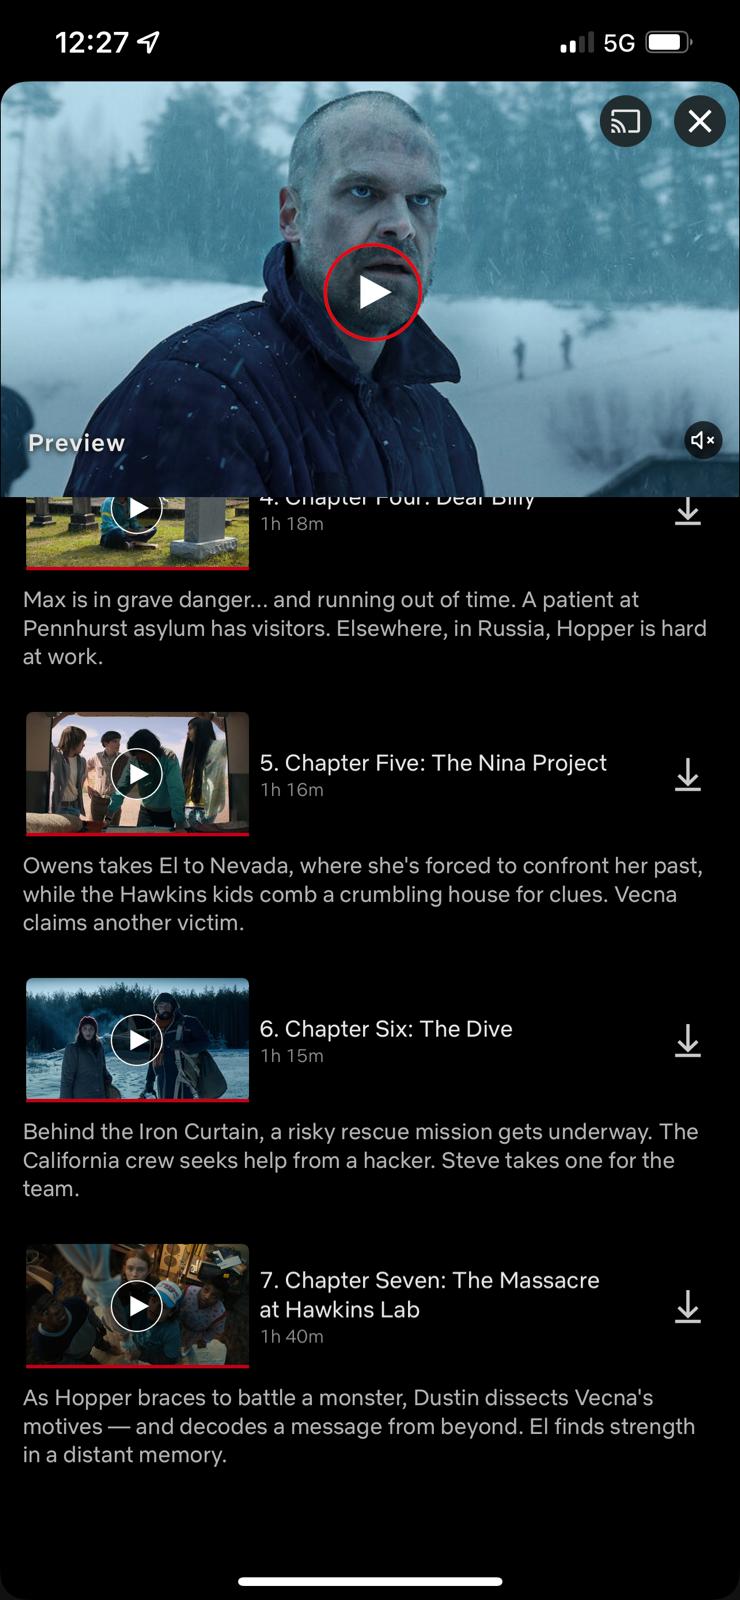 12:27
5G
Preview
4. Chapter Four: Dear Billy
1h 18m
Max is in grave danger... and running out of time. A patient at
Pennhurst asylum has visitors. Elsewhere, in Russia, Hopper is hard
at work.
5. Chapter Five: The Nina Project
1h 16m
Owens takes El to Nevada, where she's forced to confront her past,
while the Hawkins kids comb a crumbling house for clues. Vecna
claims another victim.
6. Chapter Six: The Dive
1h 15m
Behind the Iron Curtain, a risky rescue mission gets underway. The
California crew seeks help from a hacker. Steve takes one for the
team.
7. Chapter Seven: The Massacre
at Hawkins Lab
1h 40m
As Hopper braces to battle a monster, Dustin dissects Vecna's
motives — and decodes a message from beyond. El finds strength
in a distant memory.